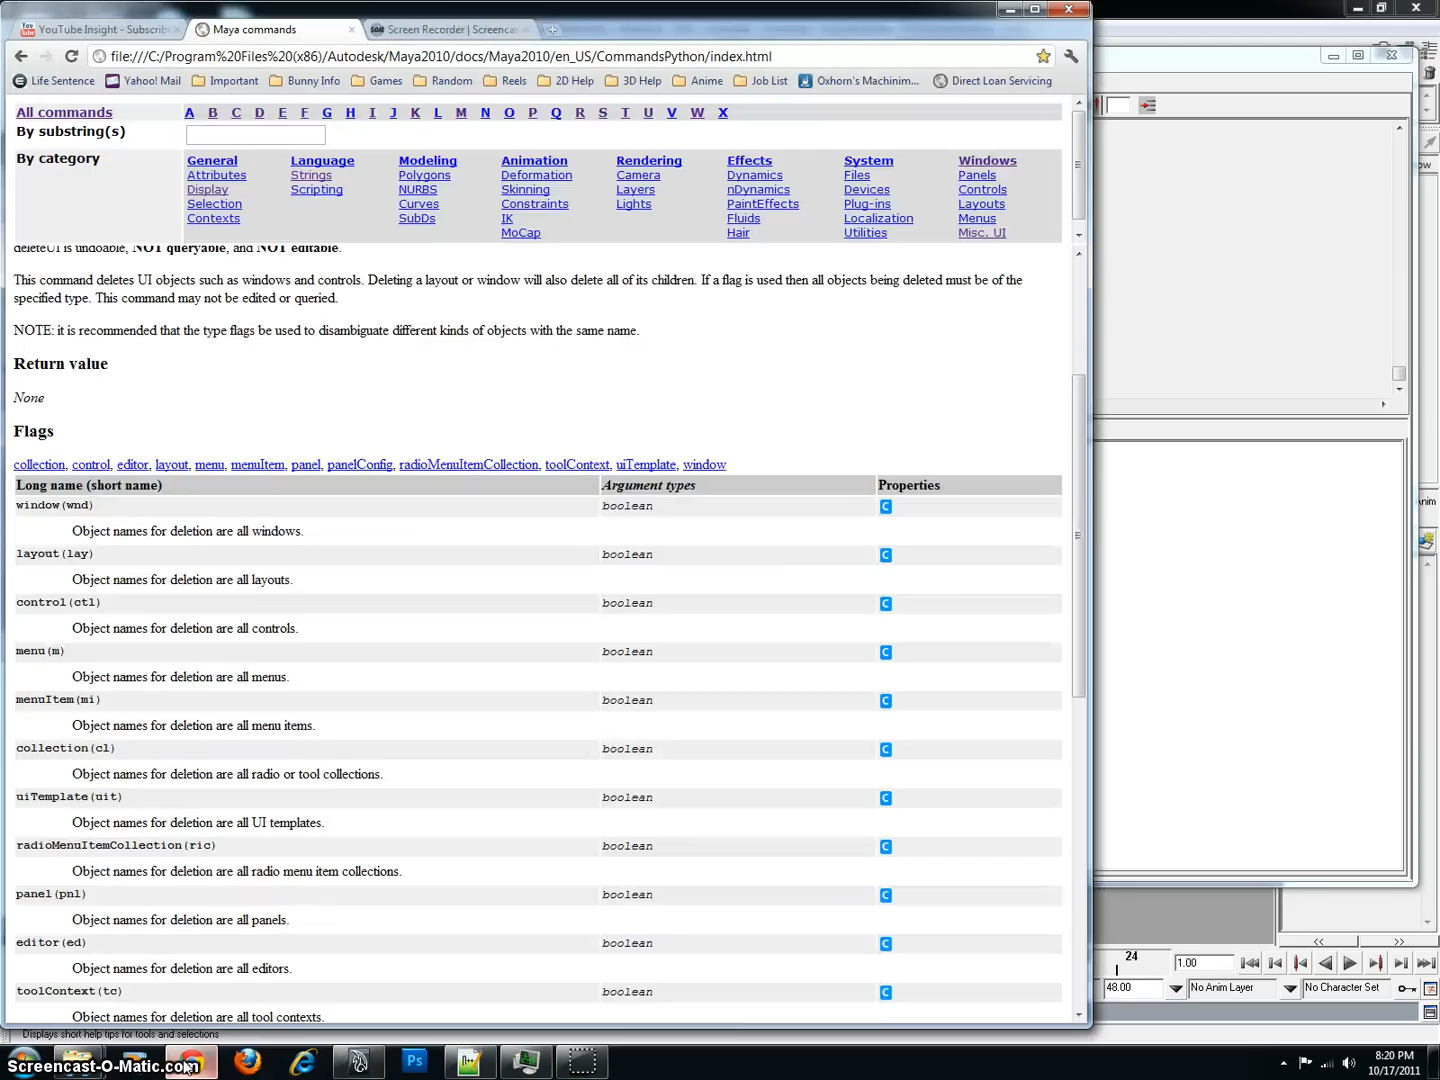 YouTube Insight - Subscrib
Maya commands
Screen Recorder | Screencas
file:///C:/Program%20Files%20(x86)/Autodesk/Maya2010/docs/Maya2010/en_US/CommandsPython/index.html
Life Sentence Yahoo! Mail Important Bunny Info Games Random Reels 2D Help 3D Help Anime Job List Oxhorn's Machinim... Direct Loan Servicing
All commands A B C D E F G H I J K L M N O P Q R S T U V W X
By substring(s)
By category
General Language Modeling Animation Rendering Effects System Windows
Attributes Strings Polygons Deformation Camera Dynamics Files Panels
Display Scripting NURBS Skinning Layers nDynamics Devices Controls
Selection Curves Constraints Lights PaintEffects Plug-ins Layouts
Contexts SubDs IK Fluids Localization Menus
MoCap Hair Utilities Misc. UI
deleteUI is undoable, NOT queryable, and NOT editable.
This command deletes UI objects such as windows and controls. Deleting a layout or window will also delete all of its children. If a flag is used then all objects being deleted must be of the
specified type. This command may not be edited or queried.
NOTE: it is recommended that the type flags be used to disambiguate different kinds of objects with the same name.
Return value
None
Flags
collection, control, editor, layout, menu, menuItem, panel, panelConfig, radioMenuItemCollection, toolContext, uiTemplate, window
Long name (short name) Argument types Properties
window(wnd) boolean C
Object names for deletion are all windows.
layout(lay) boolean C
Object names for deletion are all layouts.
control(ctl) boolean C
Object names for deletion are all controls.
menu(m) boolean C
Object names for deletion are all menus.
menuItem(mi) boolean C
Object names for deletion are all menu items.
collection(cl) boolean C
Object names for deletion are all radio or tool collections.
uiTemplate(uit) boolean C
Object names for deletion are all UI templates.
radioMenuItemCollection(ric) boolean C
Object names for deletion are all radio menu item collections.
panel(pnl) boolean C
Object names for deletion are all panels.
editor(ed) boolean C
Object names for deletion are all editors.
toolContext(tc) boolean C
Object names for deletion are all tool contexts.
ow
nim
<< >>
24
1.00
48.00 No Anim Layer No Character Set
Displays short help tips for tools and selections
Screencast-O-Matic.com
Ps
8:20 PM
10/17/2011